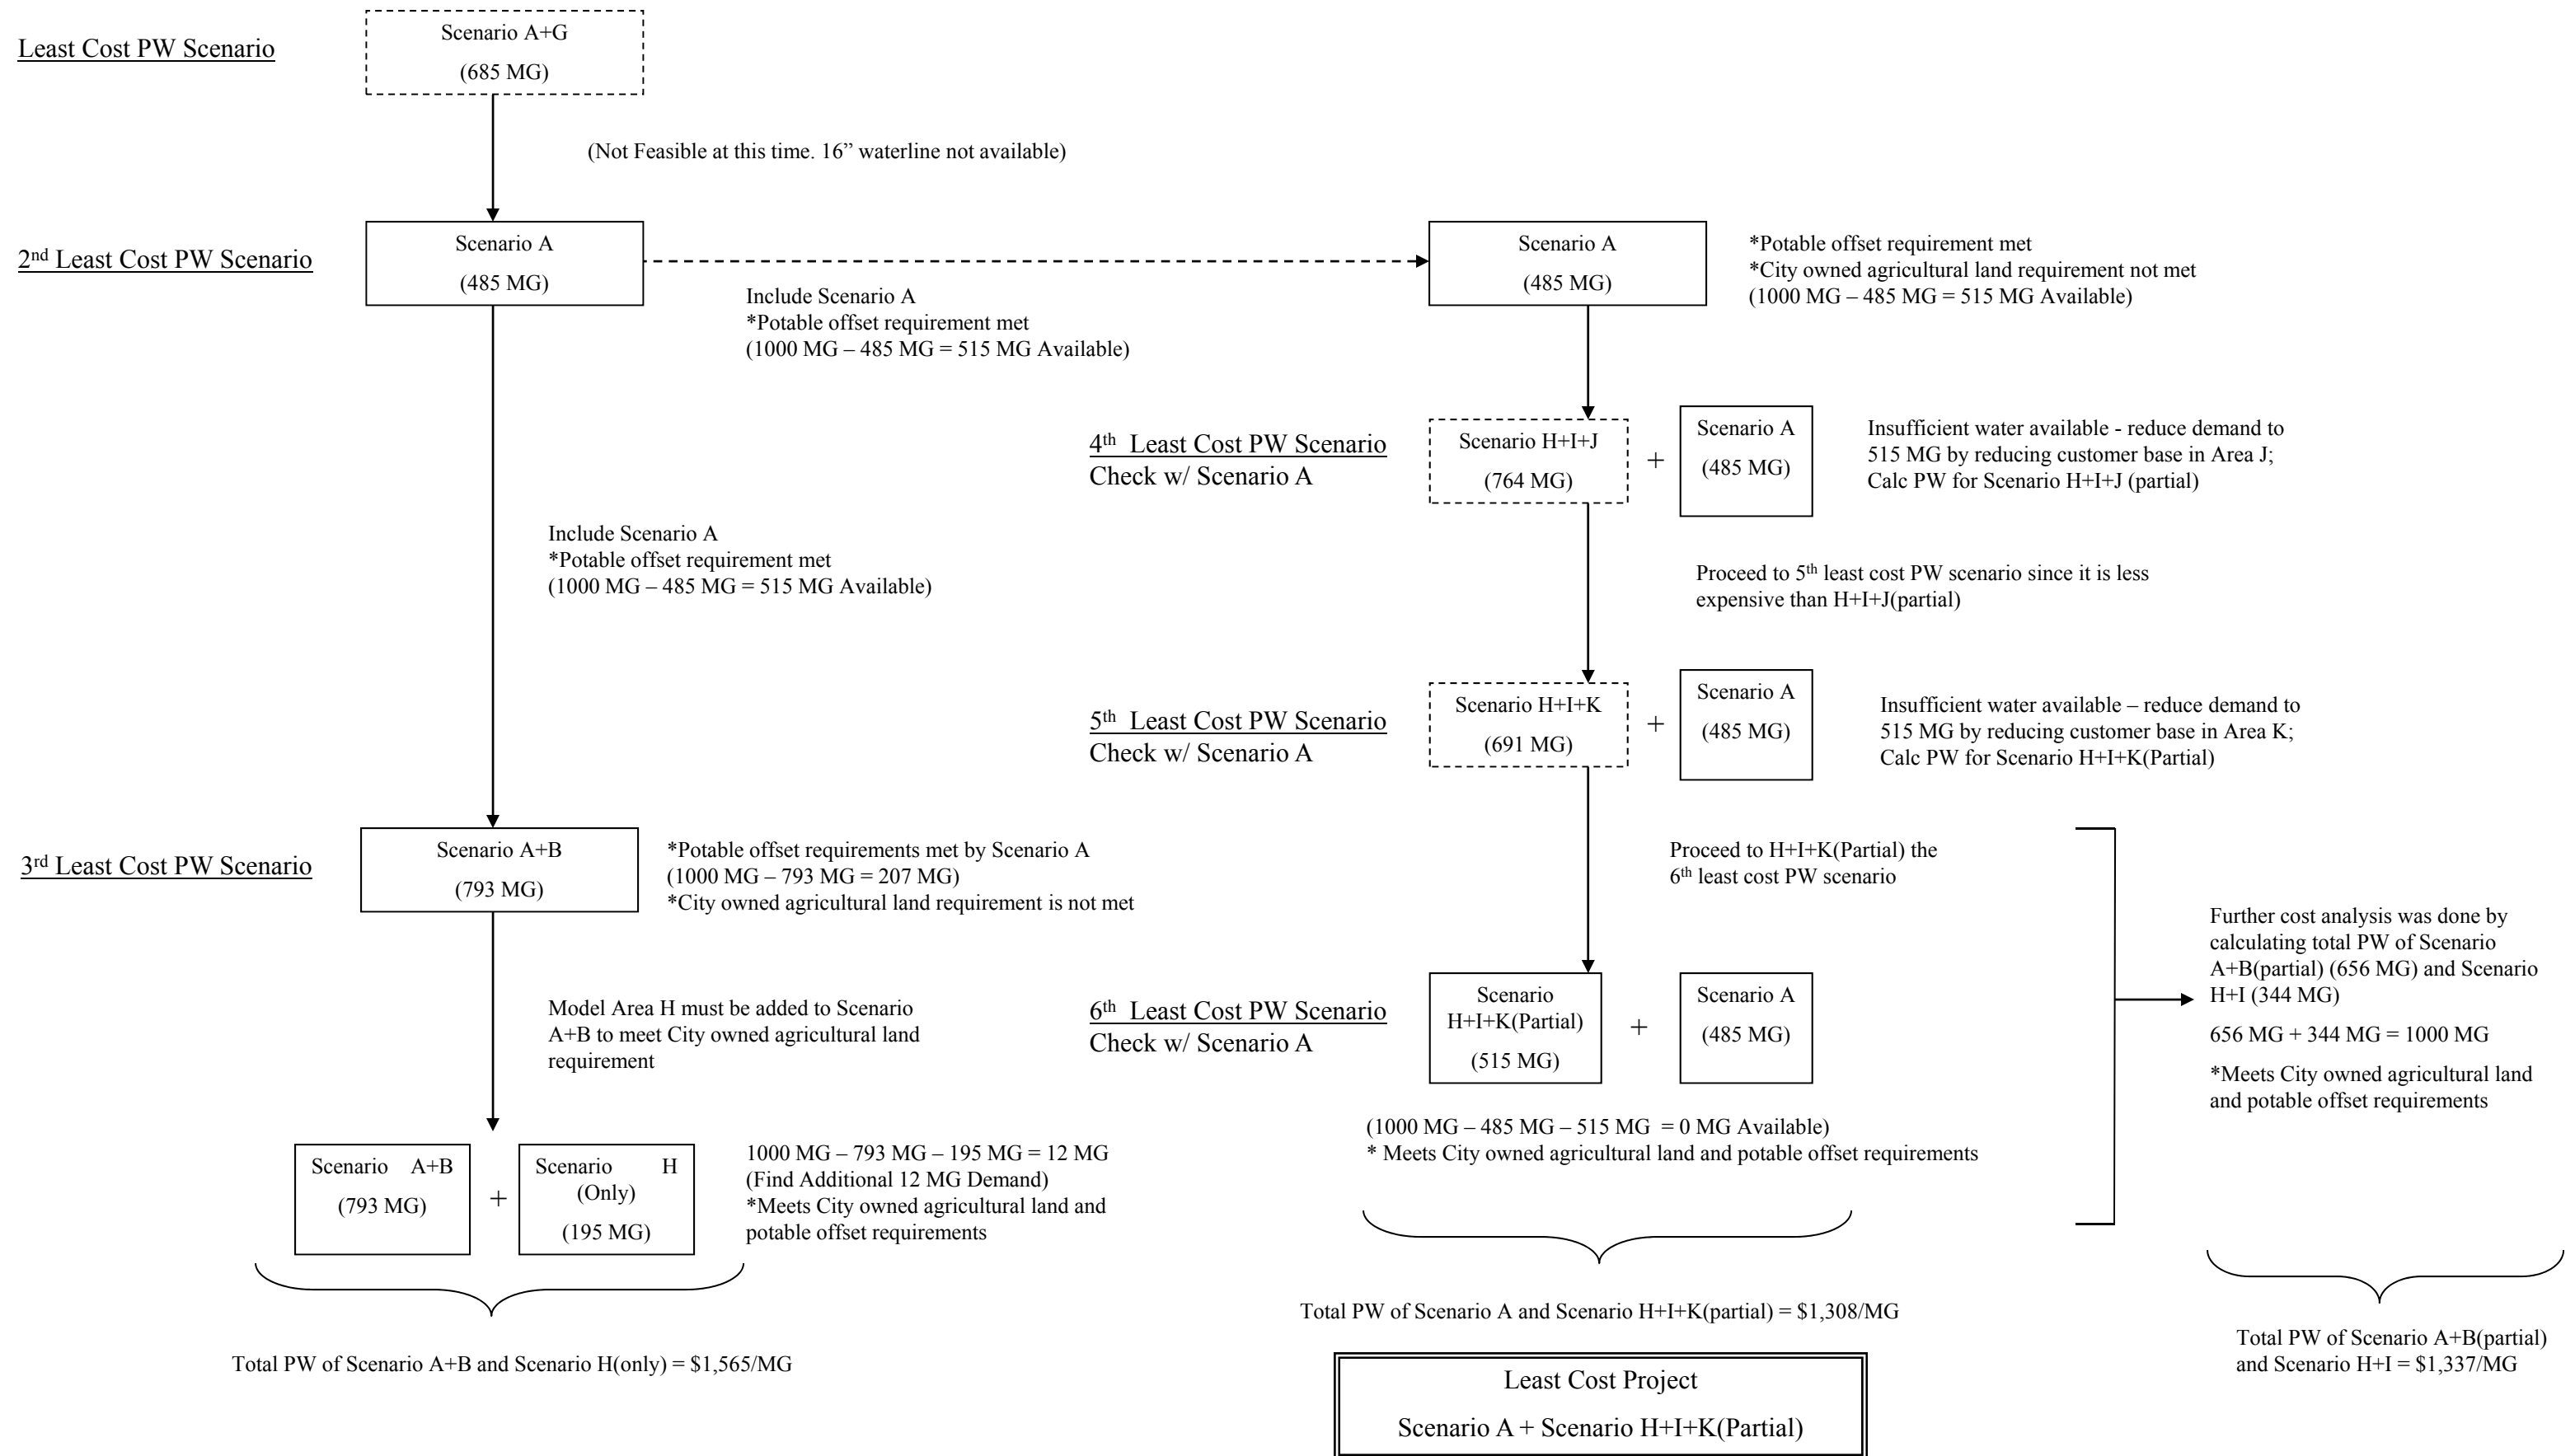 Least Cost PW Scenario
Scenario A+G
(685 MG)
(Not Feasible at this time. 16” waterline not available)
2nd Least Cost PW Scenario
Scenario A
(485 MG)
Include Scenario A
*Potable offset requirement met
(1000 MG – 485 MG = 515 MG Available)
Scenario A
(485 MG)
*Potable offset requirement met
*City owned agricultural land requirement not met
(1000 MG – 485 MG = 515 MG Available)
4th Least Cost PW Scenario
Check w/ Scenario A
Scenario H+I+J
(764 MG)
+
Scenario A
(485 MG)
Insufficient water available - reduce demand to
515 MG by reducing customer base in Area J;
Calc PW for Scenario H+I+J (partial)
Include Scenario A
*Potable offset requirement met
(1000 MG – 485 MG = 515 MG Available)
Proceed to 5th least cost PW scenario since it is less
expensive than H+I+J(partial)
5th Least Cost PW Scenario
Check w/ Scenario A
Scenario H+I+K
(691 MG)
+
Scenario A
(485 MG)
Insufficient water available – reduce demand to
515 MG by reducing customer base in Area K;
Calc PW for Scenario H+I+K(Partial)
3rd Least Cost PW Scenario
Scenario A+B
(793 MG)
*Potable offset requirements met by Scenario A
(1000 MG – 793 MG = 207 MG)
*City owned agricultural land requirement is not met
Proceed to H+I+K(Partial) the
6th least cost PW scenario
Further cost analysis was done by
calculating total PW of Scenario
A+B(partial) (656 MG) and Scenario
H+I (344 MG)
656 MG + 344 MG = 1000 MG
*Meets City owned agricultural land
and potable offset requirements
Model Area H must be added to Scenario
A+B to meet City owned agricultural land
requirement
6th Least Cost PW Scenario
Check w/ Scenario A
Scenario
H+I+K(Partial)
(515 MG)
+
Scenario A
(485 MG)
(1000 MG – 485 MG – 515 MG = 0 MG Available)
* Meets City owned agricultural land and potable offset requirements
Scenario A+B
(793 MG)
+
Scenario H
(Only)
(195 MG)
1000 MG – 793 MG – 195 MG = 12 MG
(Find Additional 12 MG Demand)
*Meets City owned agricultural land and
potable offset requirements
Total PW of Scenario A+B and Scenario H(only) = $1,565/MG
Total PW of Scenario A and Scenario H+I+K(partial) = $1,308/MG
Total PW of Scenario A+B(partial)
and Scenario H+I = $1,337/MG
Least Cost Project
Scenario A + Scenario H+I+K(Partial)